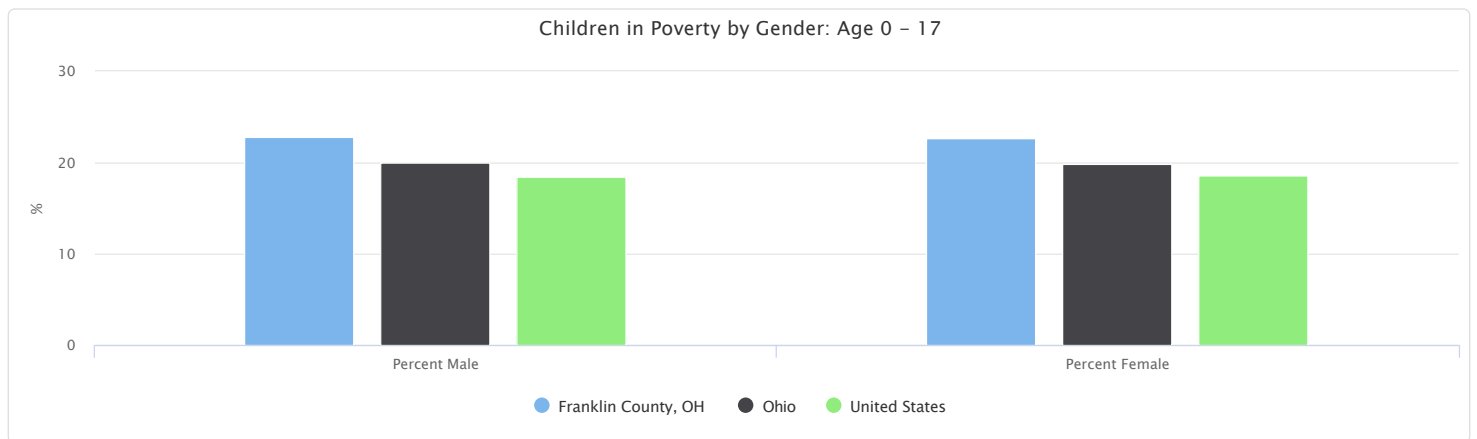 Children in Poverty by Gender: Age 0 – 17
30
20
10
0
%
Percent Male
Percent Female
Franklin County, OH
Ohio
United States